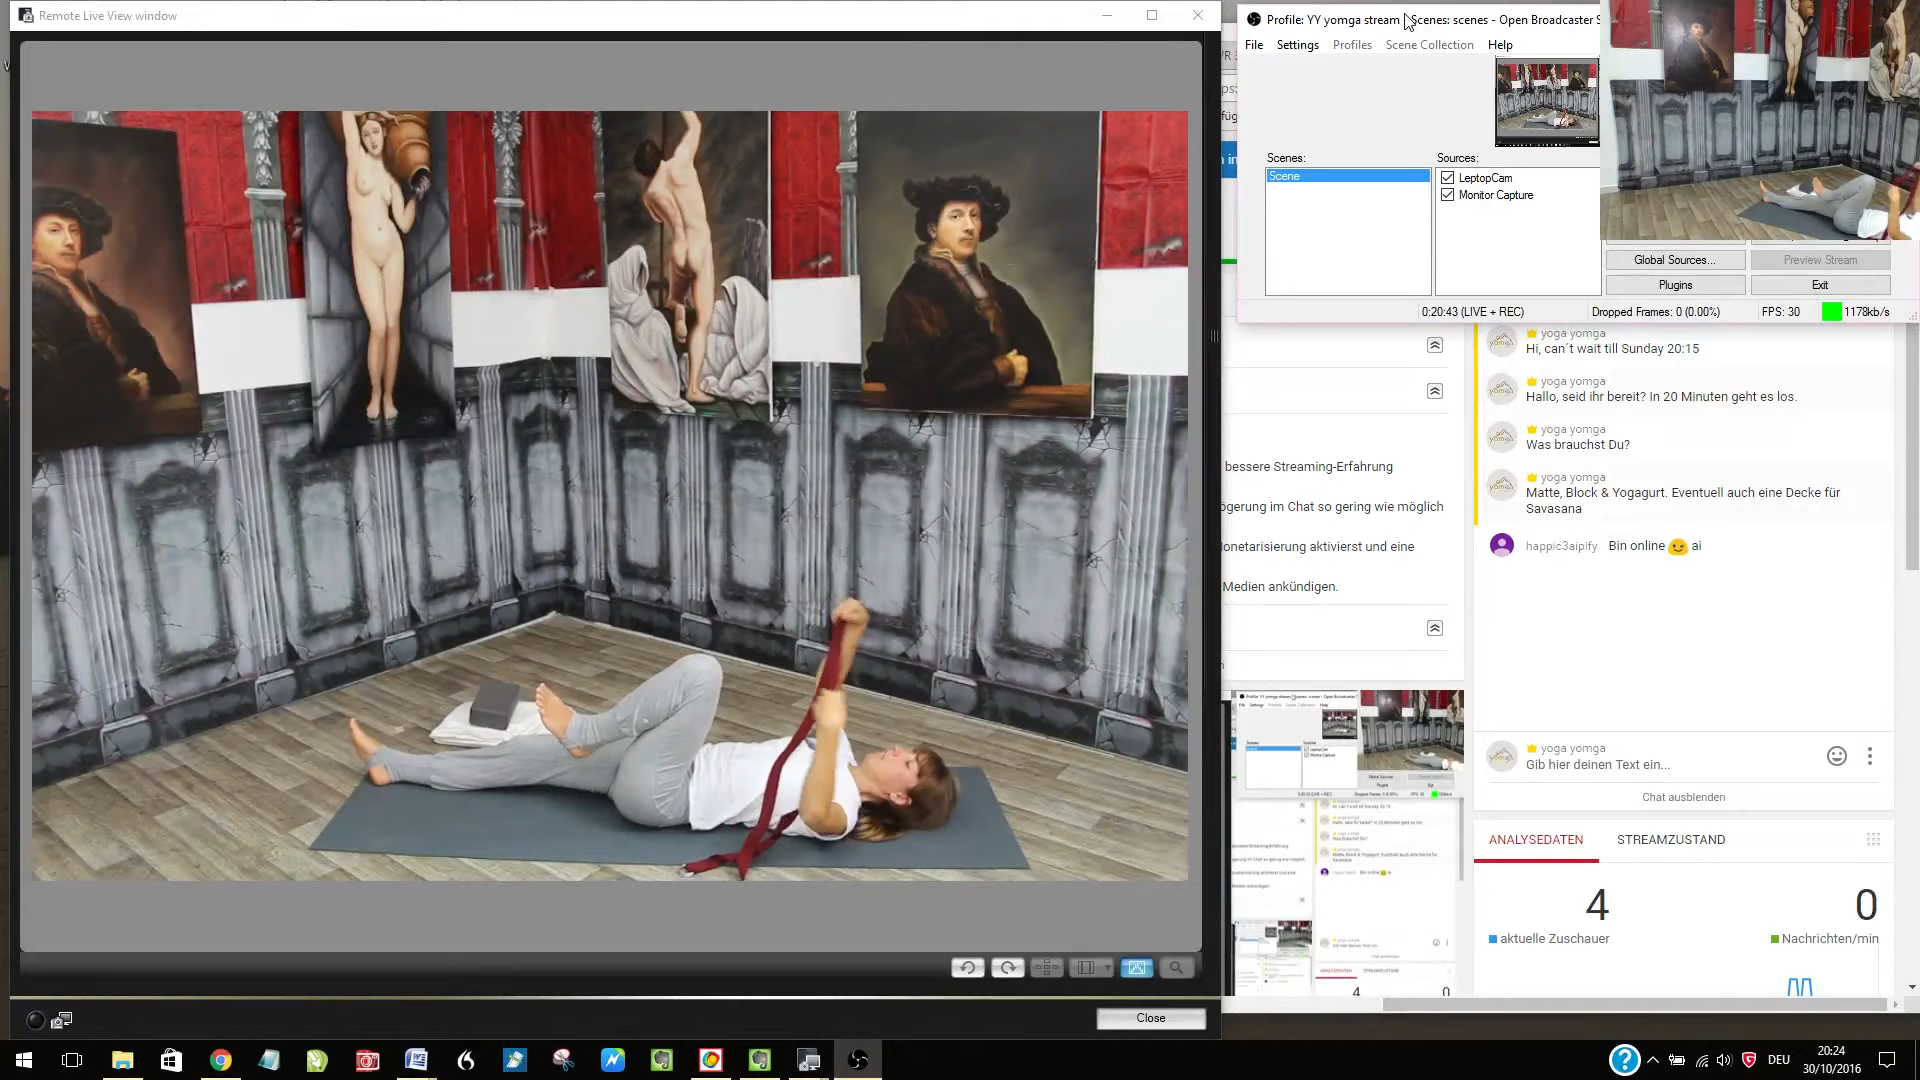 Remote Live View window
Profile: YY yomga stream
Scenes: scenes - Open Broadcaster S
File Settings Profiles Scene Collection Help
Scenes:
Scene
Sources:
LeptopCam
Monitor Capture
Global Sources...
Preview Stream
Plugins
Exit
0:20:43 (LIVE + REC)
Dropped Frames: 0 (0.00%)
FPS: 30
1178kb/s
yoga yomga
Hi, can´t wait till Sunday 20:15
yoga yomga
Hallo, seid ihr bereit? In 20 Minuten geht es los.
yoga yomga
Was brauchst Du?
yoga yomga
Matte, Block & Yogagurt. Eventuell auch eine Decke für
Savasana
happic3aipify Bin online 😉 ai
bessere Streaming-Erfahrung
ögerung im Chat so gering wie möglich
onetarisierung aktivierst und eine
Medien ankündigen.
yoga yomga
Gib hier deinen Text ein...
Chat ausblenden
ANALYSEDATEN STREAMZUSTAND
4
0
aktuelle Zuschauer
Nachrichten/min
Close
DEU
20:24
30/10/2016